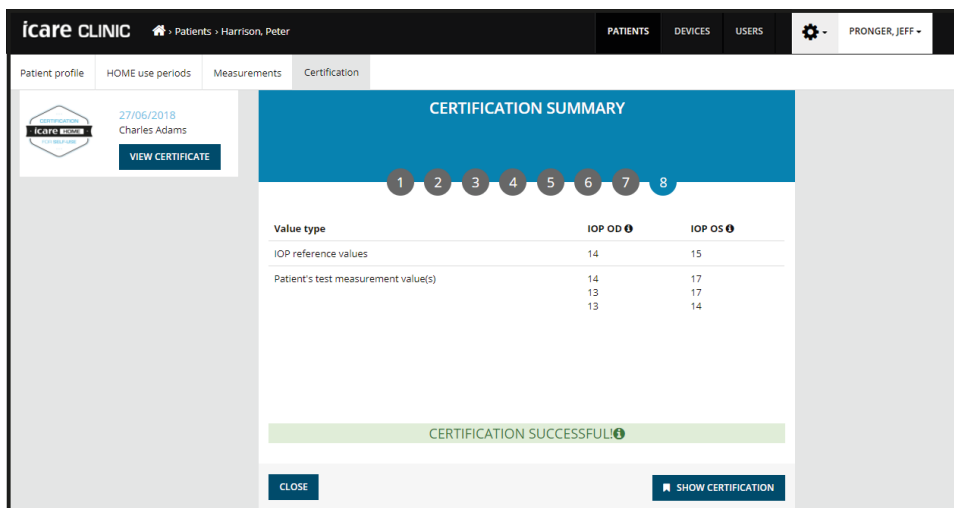 icare CLINIC › Patients › Harrison, Peter PATIENTS DEVICES USERS PRONGER, JEFF
Patient profile HOME use periods Measurements Certification
CERTIFICATION
icare HOME
FOR SELF-USE
27/06/2018
Charles Adams
VIEW CERTIFICATE
CERTIFICATION SUMMARY
1 2 3 4 5 6 7 8
Value type IOP OD IOP OS
IOP reference values 14 15
Patient's test measurement value(s) 14 17
13 17
13 14
CERTIFICATION SUCCESSFUL!
CLOSE SHOW CERTIFICATION